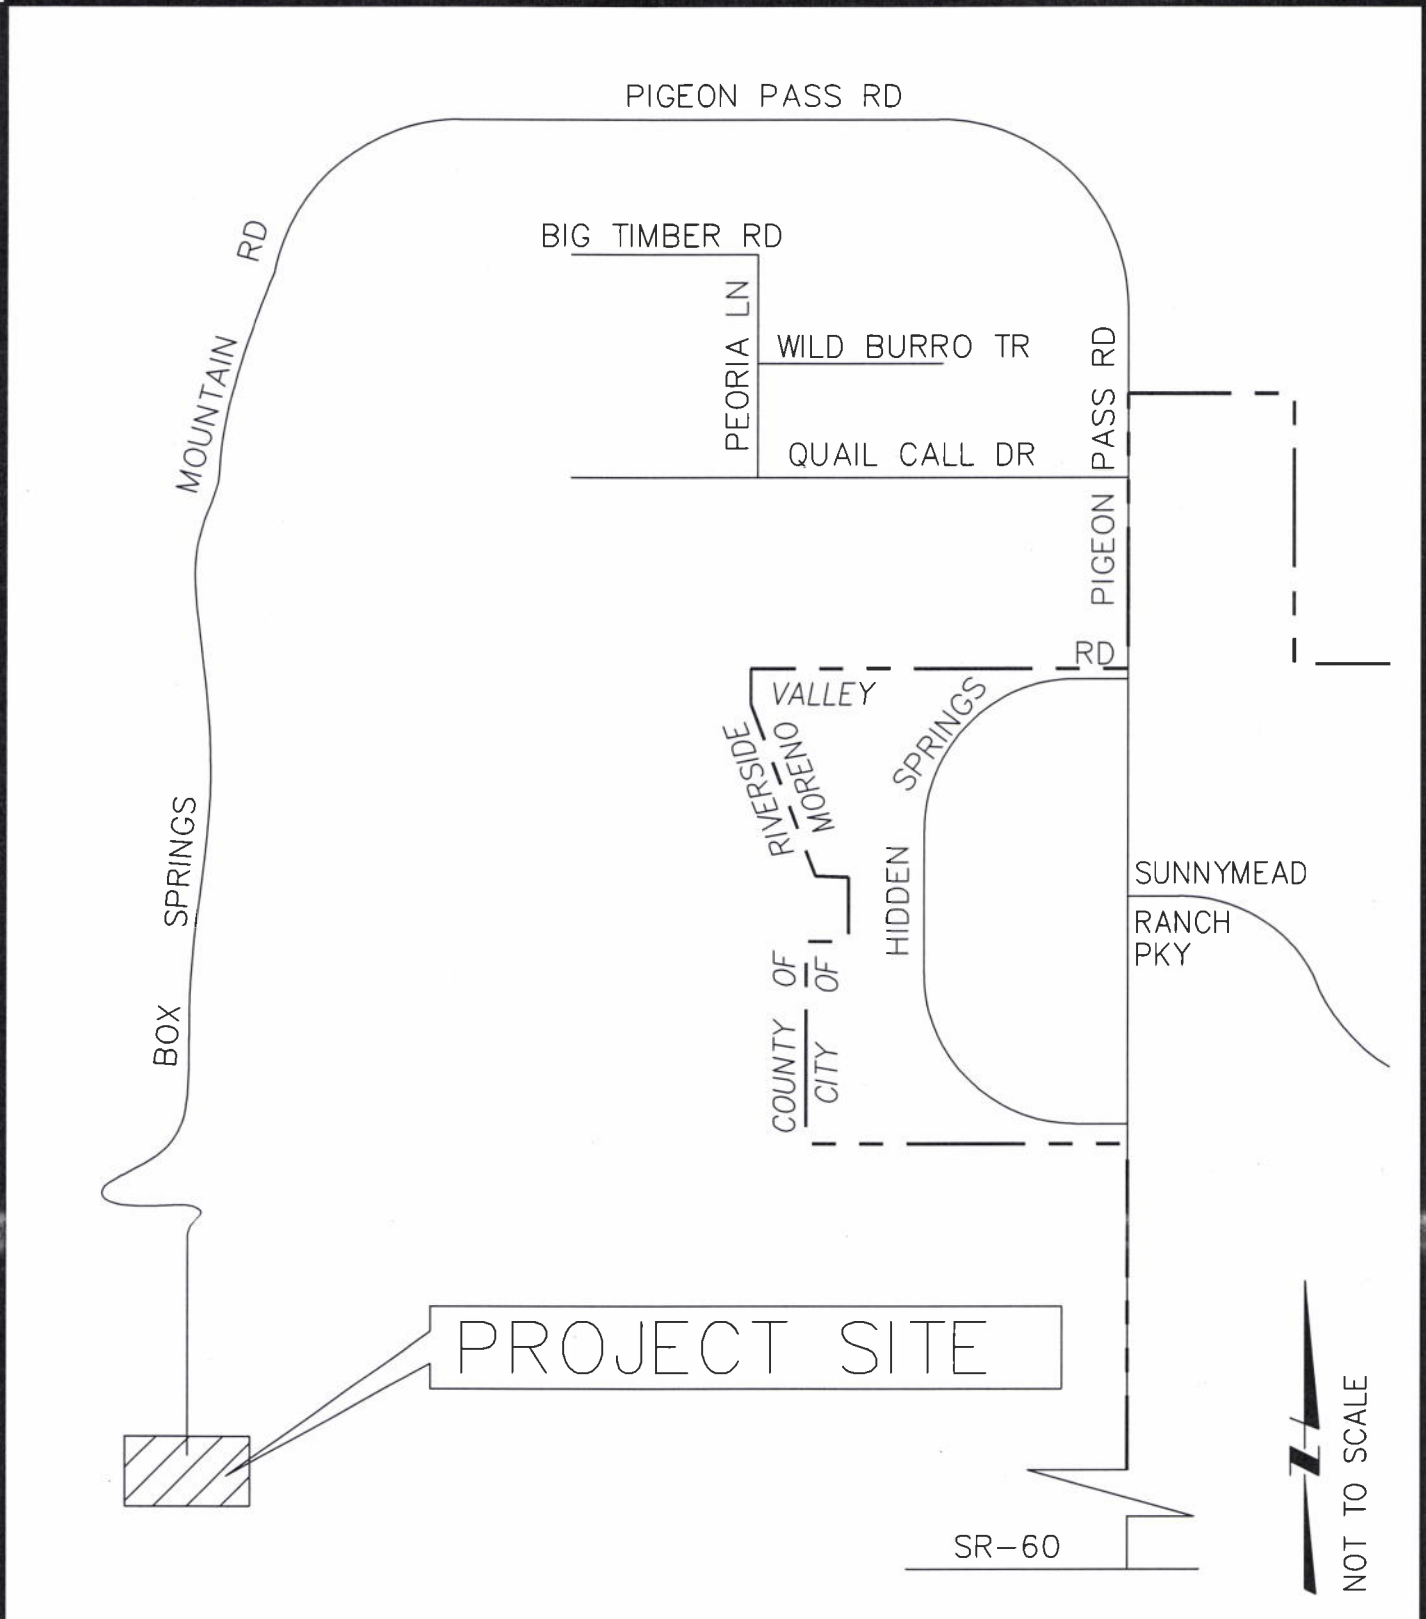 PIGEON PASS RD
BIG TIMBER RD
PEORIA LN
WILD BURRO TR
QUAIL CALL DR
PIGEON PASS RD
BOX SPRINGS MOUNTAIN RD
HIDDEN SPRINGS RD
COUNTY OF RIVERSIDE
CITY OF MORENO VALLEY
SUNNYMEAD
RANCH
PKY
PROJECT SITE
SR-60
N
NOT TO SCALE